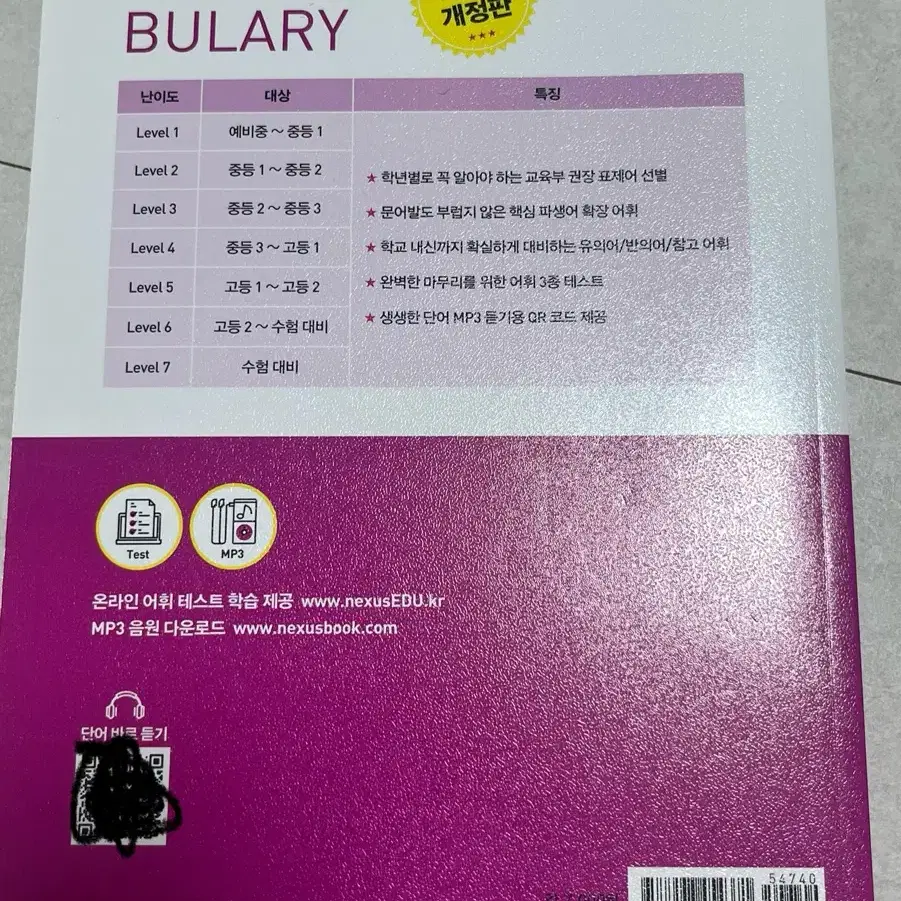 개정판
BULARY
난이도 대상 특징
Level 1 예비중 ~ 중등 1
Level 2 중등 1 ~ 중등 2
Level 3 중등 2 ~ 중등 3
Level 4 중등 3 ~ 고등 1
Level 5 고등 1 ~ 고등 2
Level 6 고등 2 ~ 수험 대비
Level 7 수험 대비
★ 학년별로 꼭 알아야 하는 교육부 권장 표제어 선별
★ 문어발도 부럽지 않은 핵심 파생어 확장 어휘
★ 학교 내신까지 확실하게 대비하는 유의어/반의어/참고 어휘
★ 완벽한 마무리를 위한 어휘 3종 테스트
★ 생생한 단어 MP3 듣기용 QR 코드 제공
Test MP3
온라인 어휘 테스트 학습 제공 www.nexusEDU.kr
MP3 음원 다운로드 www.nexusbook.com
단어 바로 듣기
54740